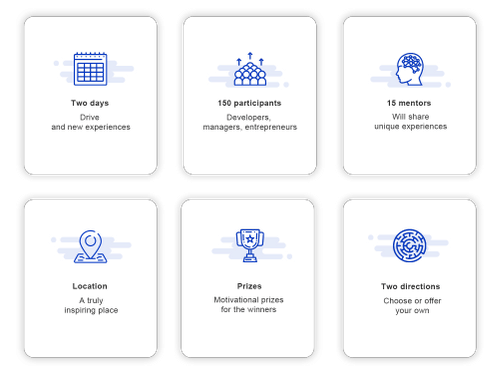 Two days
Drive
and new experiences
150 participants
Developers,
managers, entrepreneurs
15 mentors
Will share
unique experiences
Location
A truly
inspiring place
Prizes
Motivational prizes
for the winners
Two directions
Choose or offer
your own